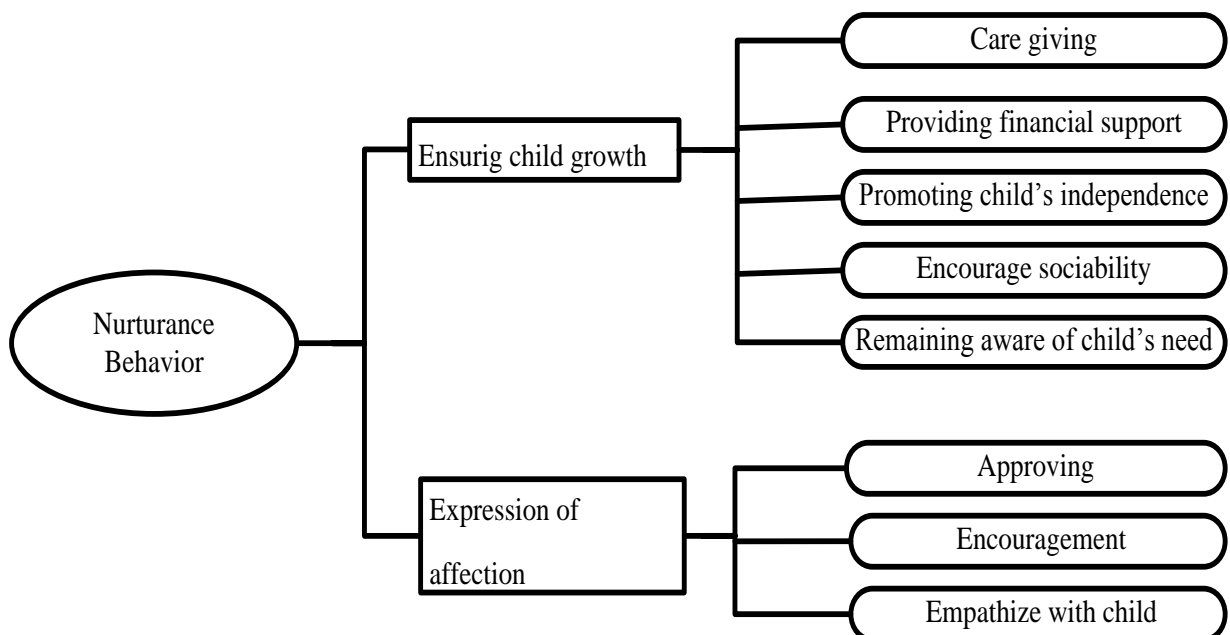 Care giving
Providing financial support
Ensurig child growth
Promoting child’s independence
Encourage sociability
Nurturance
Behavior
Remaining aware of child’s need
Approving
Expression of
affection
Encouragement
Empathize with child